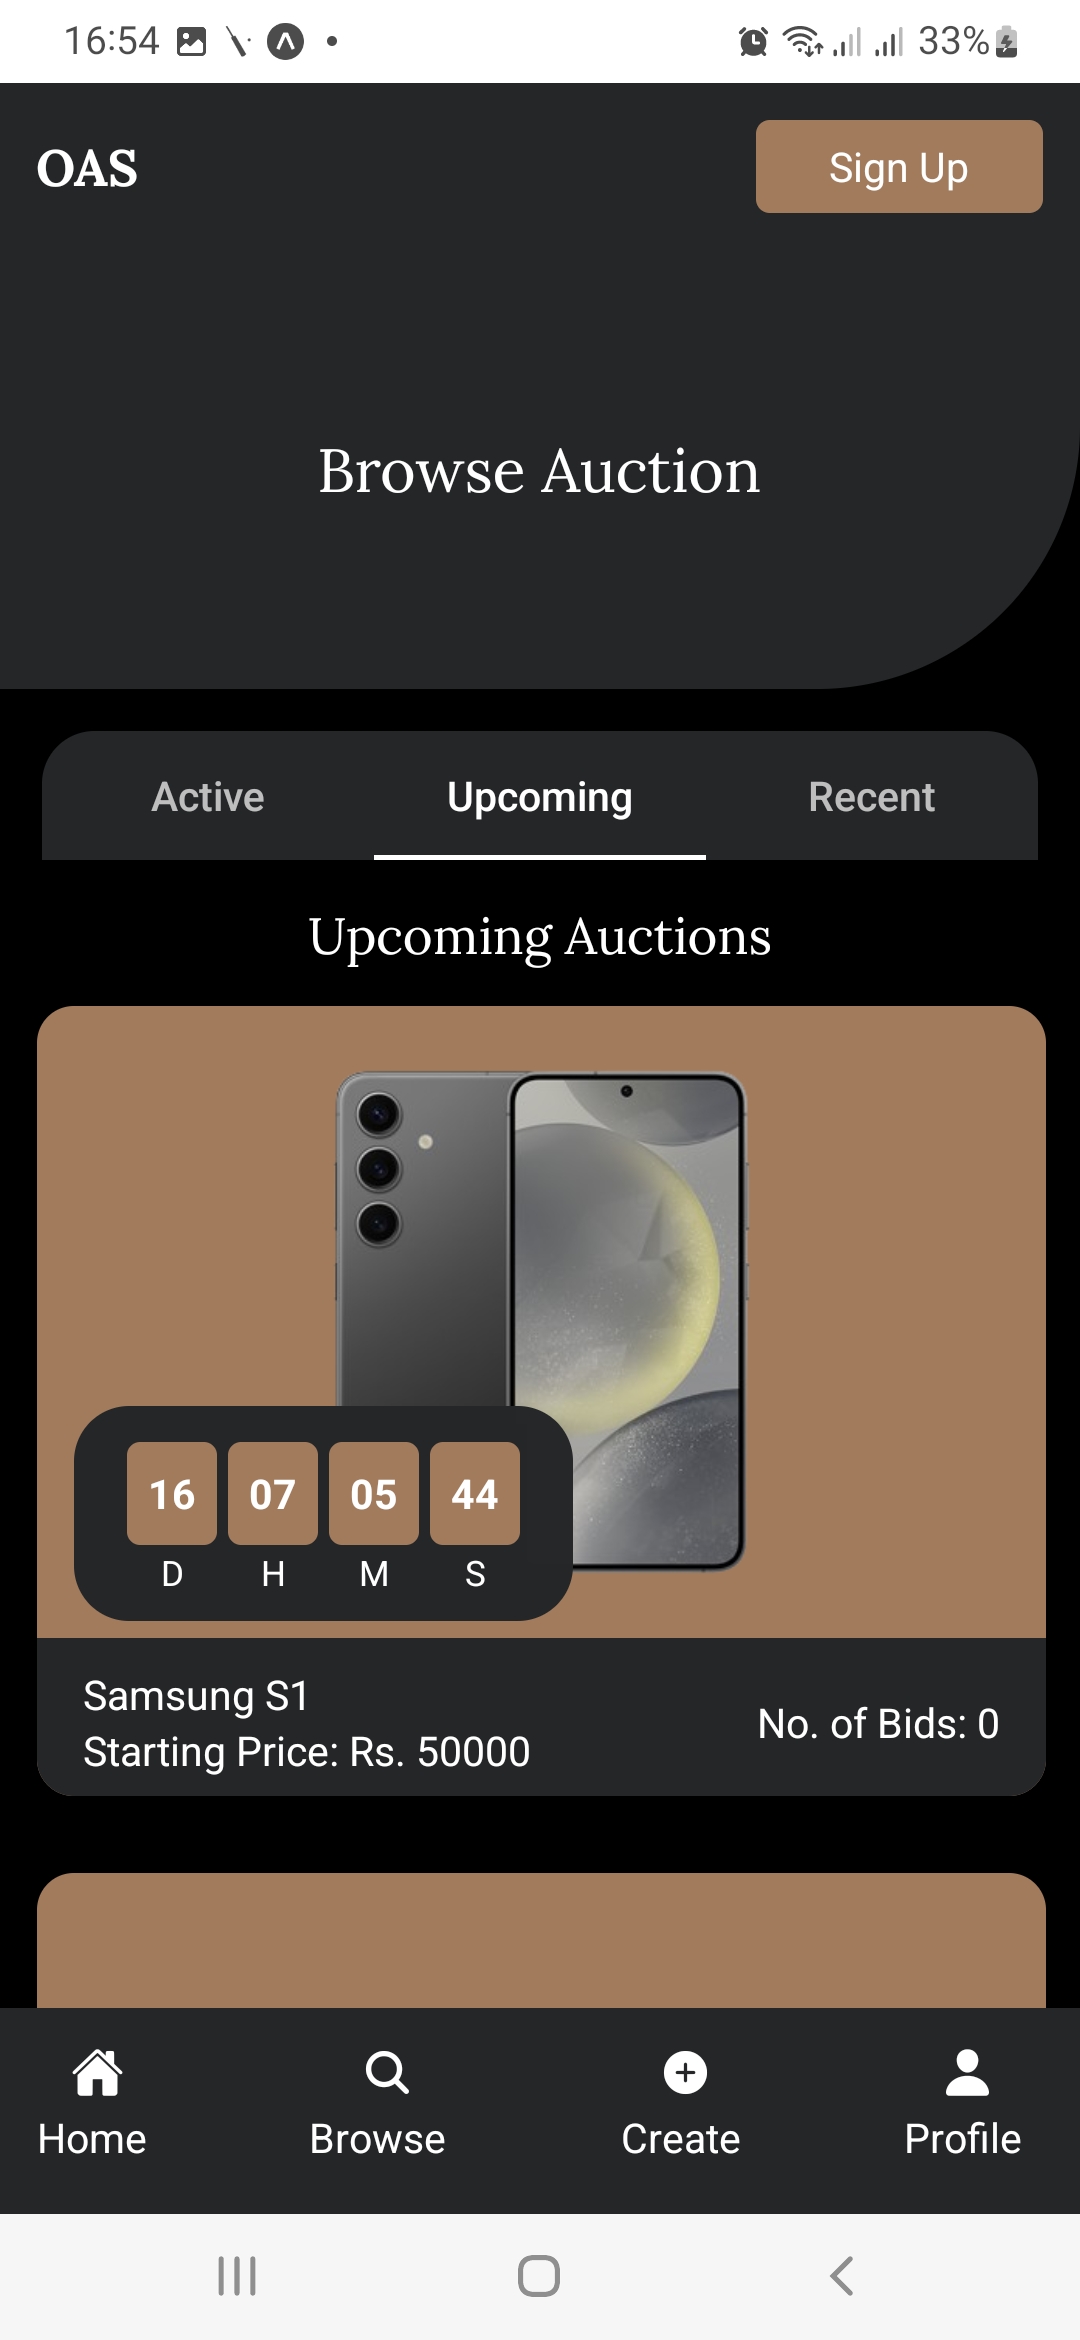 16:54
33%
OAS
Sign Up
Browse Auction
Active Upcoming Recent
Upcoming Auctions
16 07 05 44
D H M S
Samsung S1
Starting Price: Rs. 50000
No. of Bids: 0
Home Browse Create Profile